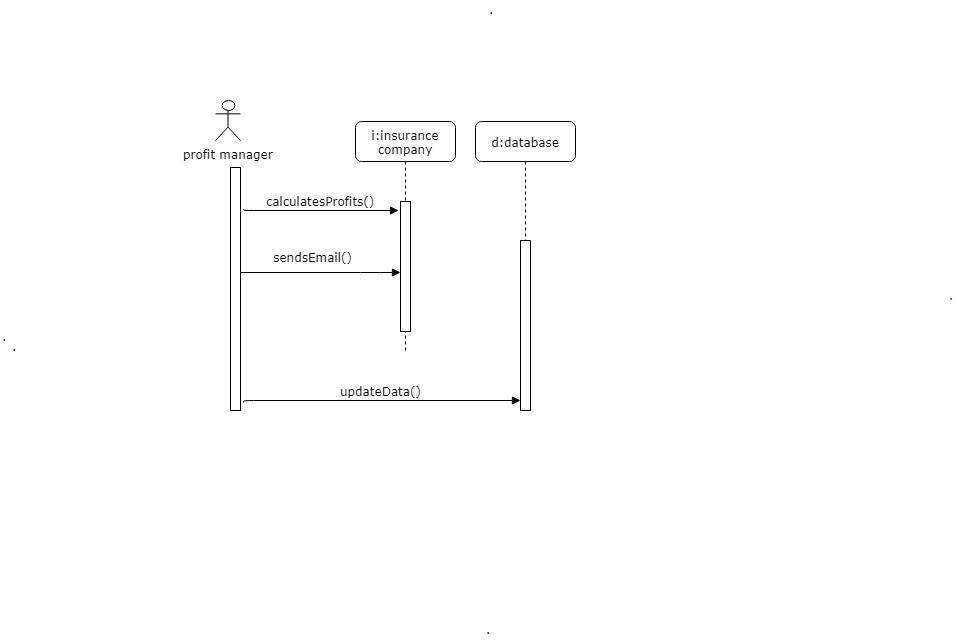 profit manager
i:insurance
company
d:database
calculatesProfits()
sendsEmail()
updateData()